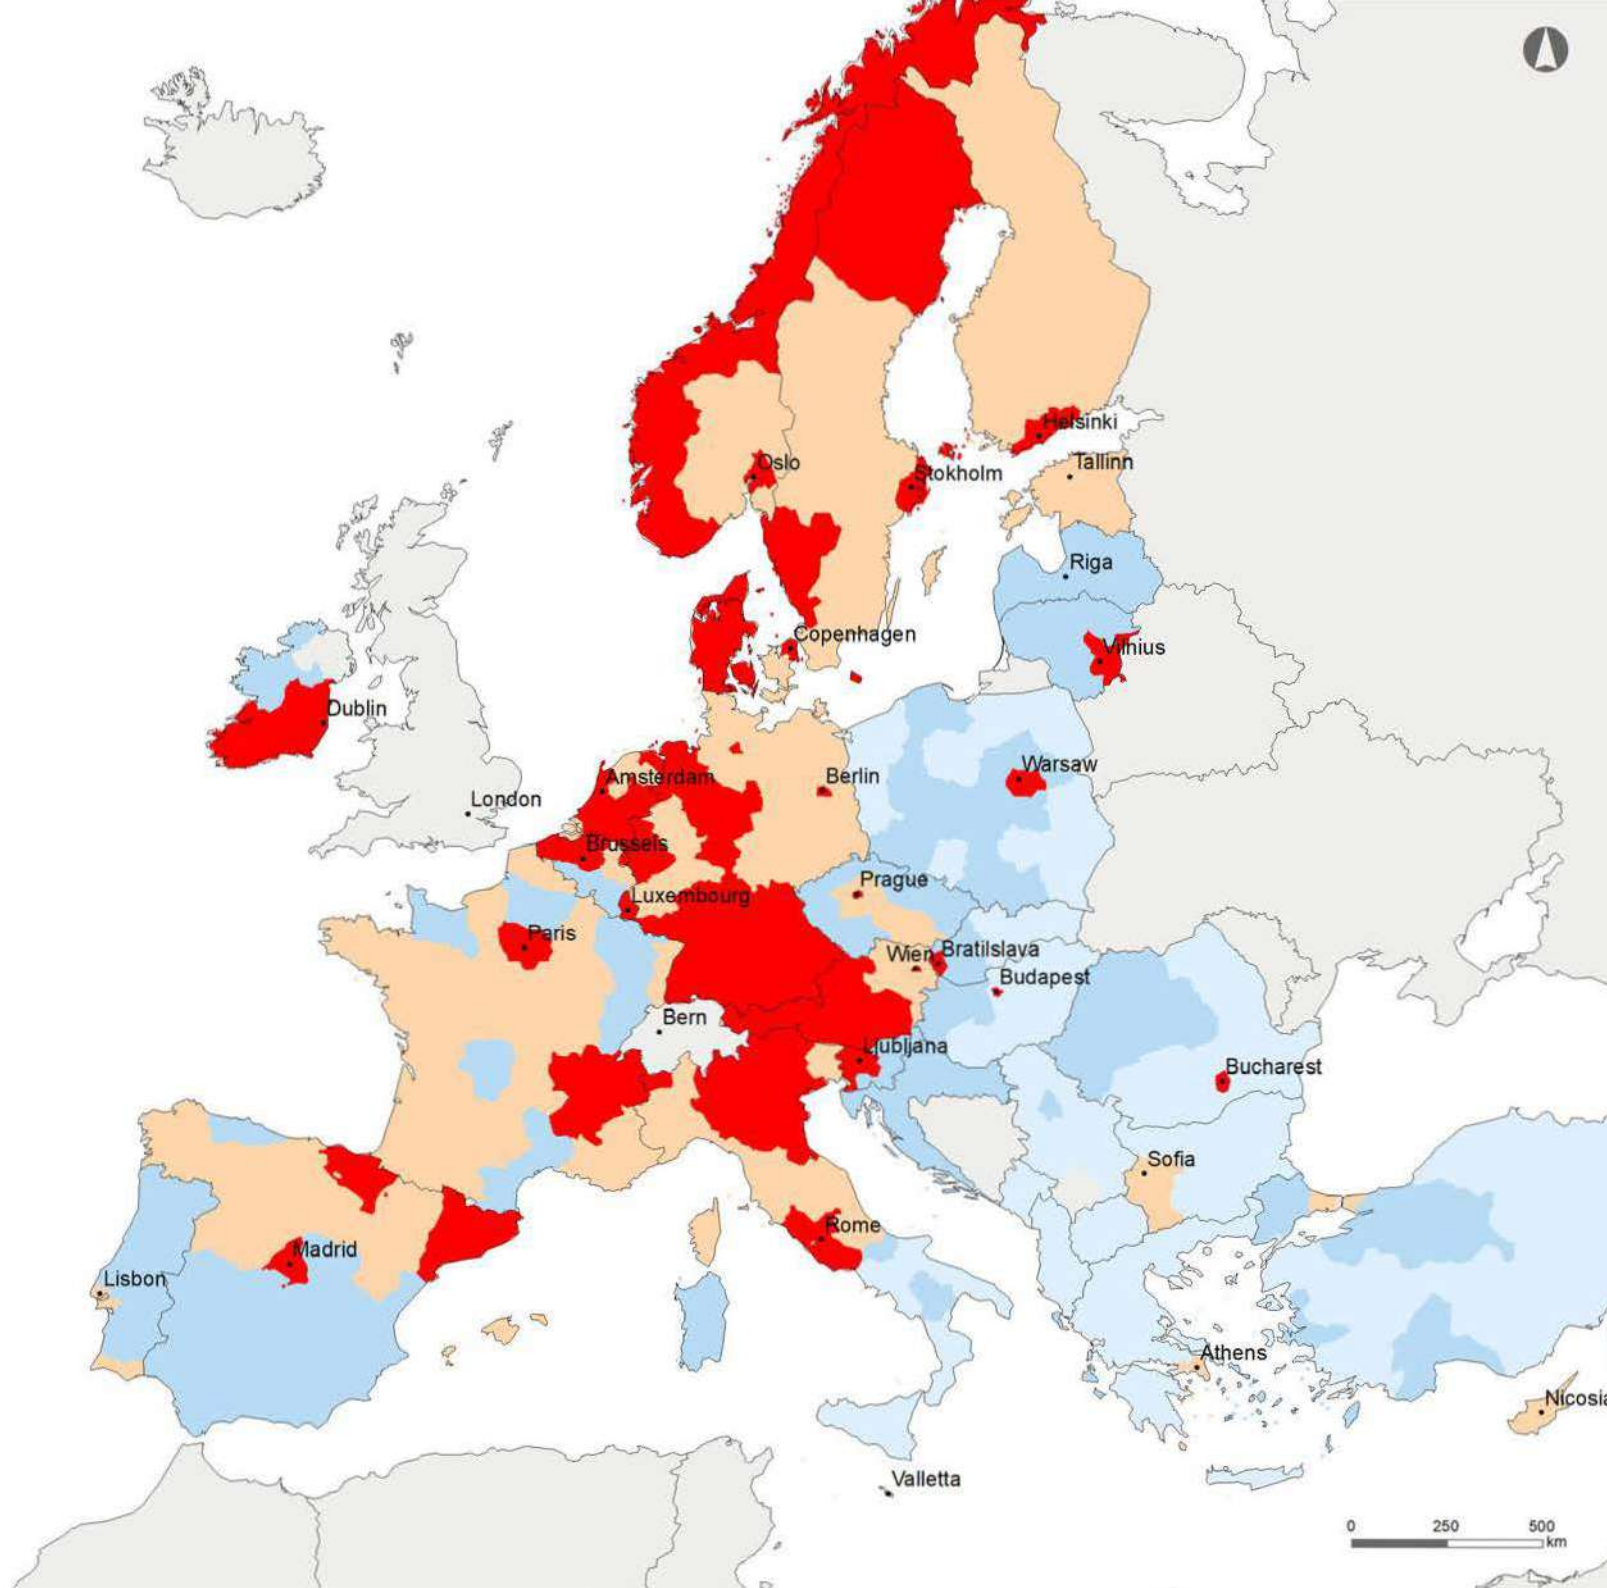 Helsinki
Oslo
Tallinn
Stokholm
Riga
Copenhagen
Vilnius
Dublin
Amsterdam
Berlin
Warsaw
London
Brussels
Prague
Luxembourg
Paris
Wien
Bratilslava
Budapest
Bern
Ljubljana
Bucharest
Sofia
Rome
Madrid
Lisbon
Athens
Nicosia
Valletta
0 250 500
km